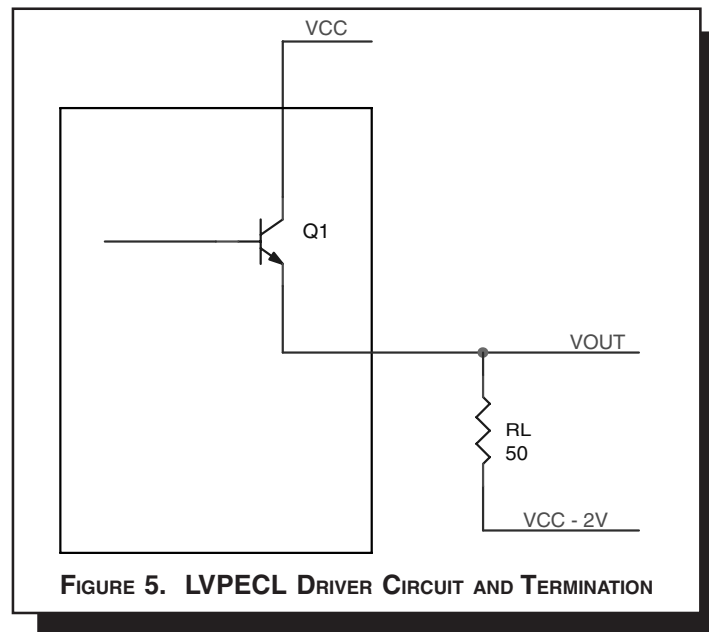 VCC
Q1
VOUT
RL
50
VCC - 2V
FIGURE 5. LVPECL DRIVER CIRCUIT AND TERMINATION